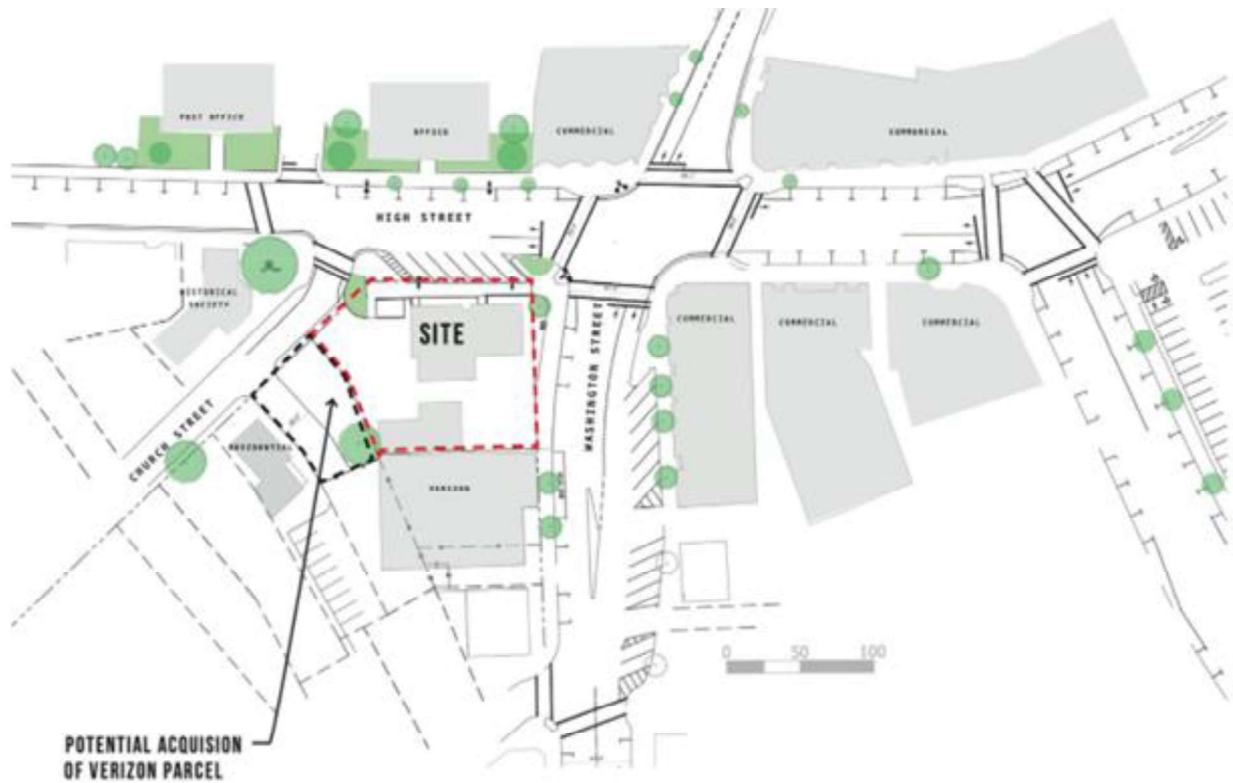 POST OFFICE
OFFICE
COMMERCIAL
COMMERCIAL
HIGH STREET
HISTORICAL
SOCIETY
SITE
COMMERCIAL
COMMERCIAL
COMMERCIAL
WASHINGTON STREET
CHURCH STREET
RESIDENTIAL
VERIZON
0 50 100
POTENTIAL ACQUISION
OF VERIZON PARCEL